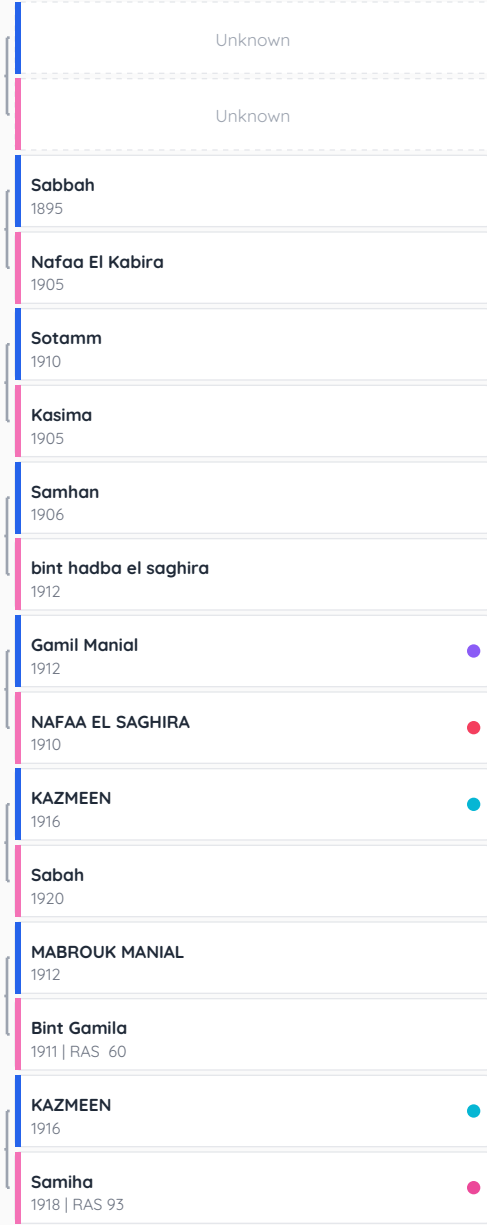 Unknown
Unknown
Sabbah
1895
Nafaa El Kabira
1905
Sotamm
1910
Kasima
1905
Samhan
1906
bint hadba el saghira
1912
Gamil Manial
1912
NAFAA EL SAGHIRA
1910
KAZMEEN
1916
Sabah
1920
MABROUK MANIAL
1912
Bint Gamila
1911 | RAS  60
KAZMEEN
1916
Samiha
1918 | RAS 93